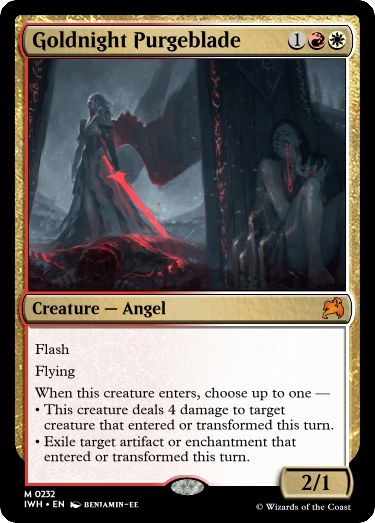 Goldnight Purgeblade 1
Creature — Angel
Flash
Flying
When this creature enters, choose up to one —
• This creature deals 4 damage to target
creature that entered or transformed this turn.
• Exile target artifact or enchantment that
entered or transformed this turn.
2/1
M 0232
IWH • EN BENJAMIN-EE
© Wizards of the Coast